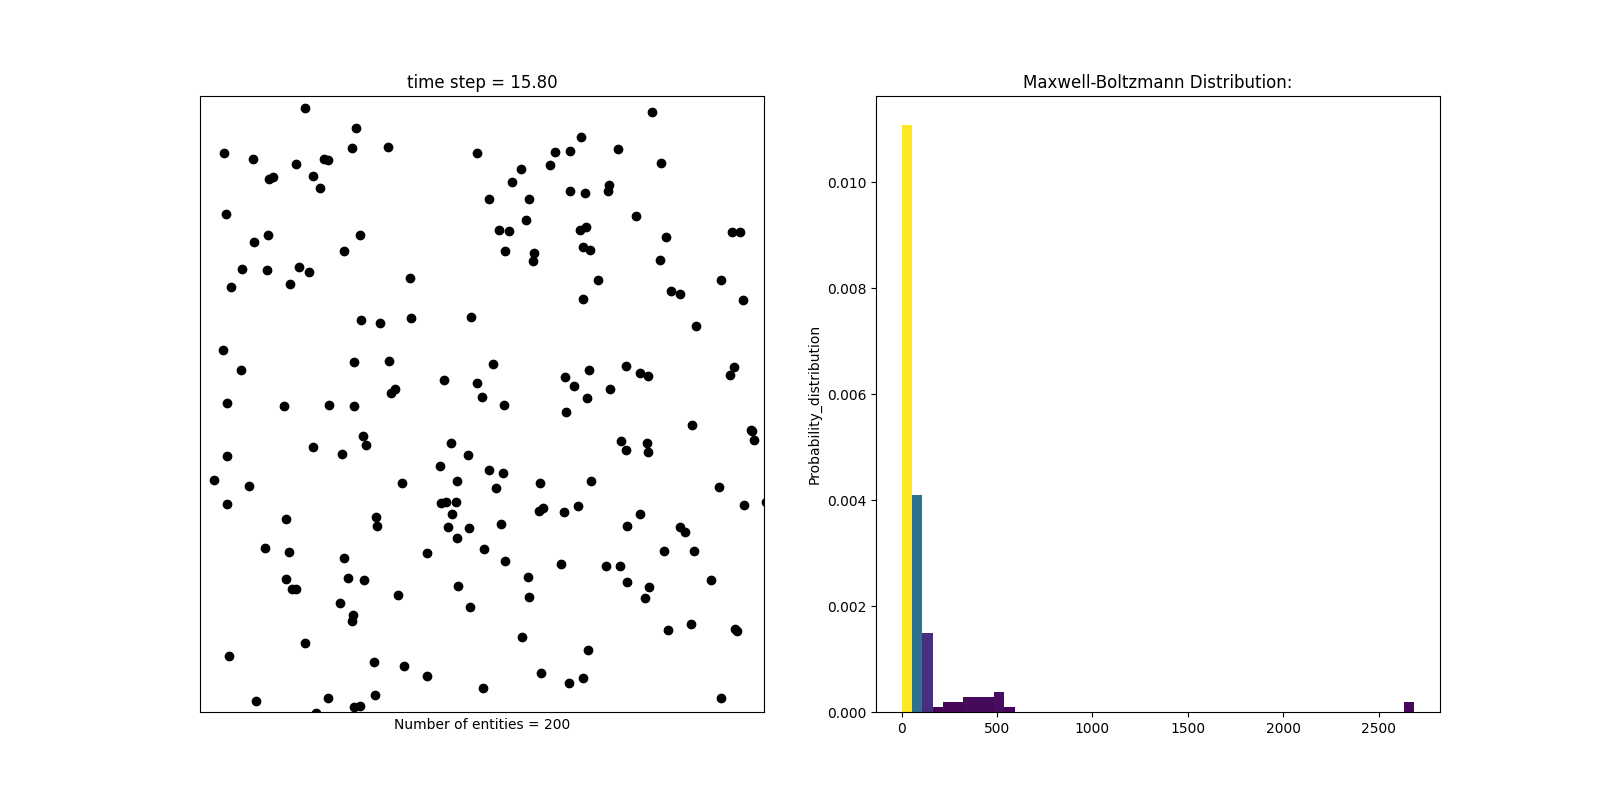 time step = 15.80
Number of entities = 200
Maxwell-Boltzmann Distribution:
Probability_distribution
0.010
0.008
0.006
0.004
0.002
0.000
0 500 1000 1500 2000 2500